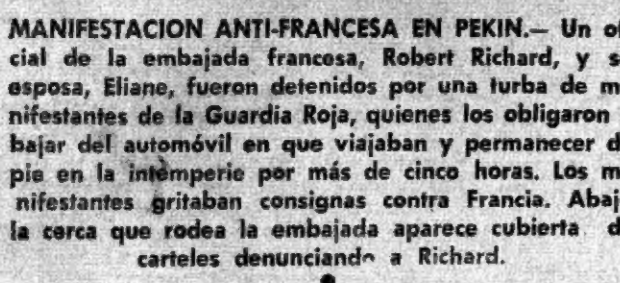 MANIFESTACION ANTI-FRANCESA EN PEKIN.— Un of
cial de la embajada francesa, Robert Richard, y s
esposa, Eliane, fueron detenidos por una turba de m
nifestantes de la Guardia Roja, quienes los obligaron
bajar del automóvil en que viajaban y permanecer d
pie en la intemperie por más de cinco horas. Los m
nifestantes gritaban consignas contra Francia. Abaj
la cerca que rodea la embajada aparece cubierta d
carteles denunciando a Richard.